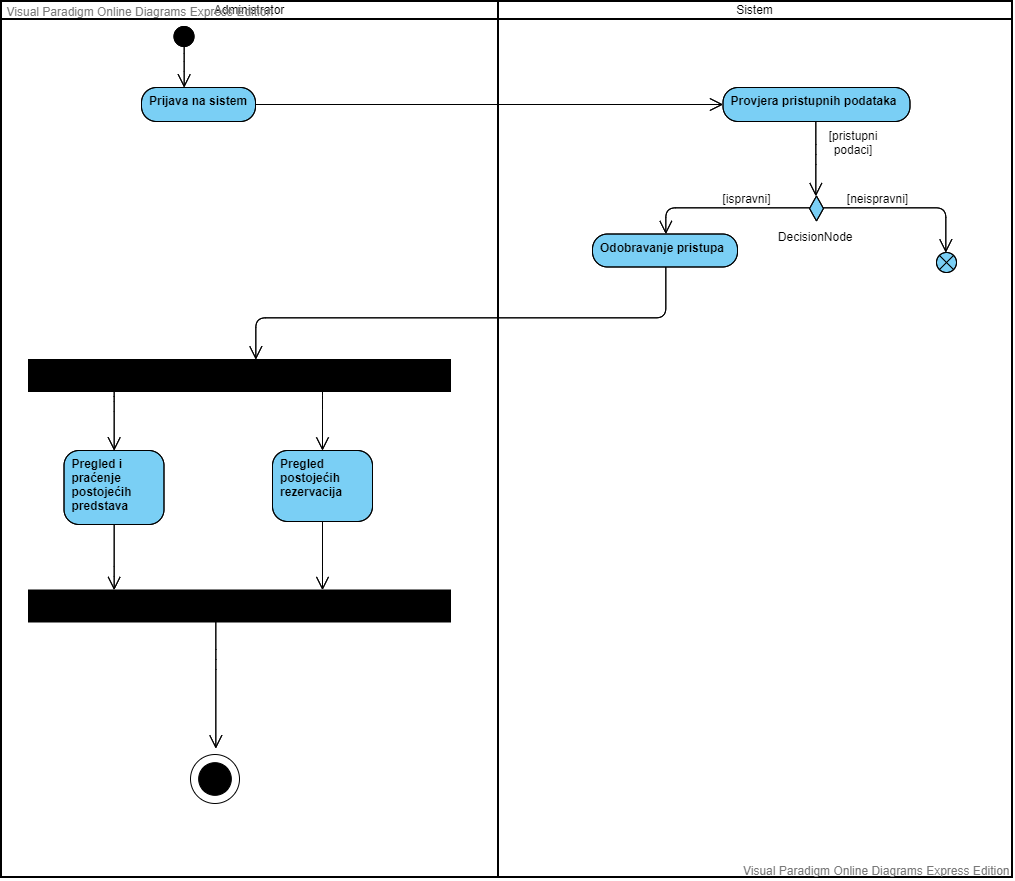 Visual Paradigm Online Diagrams Express Edition
Administrator
Sistem
Prijava na sistem
Provjera pristupnih podataka
[pristupni
podaci]
[ispravni]
[neispravni]
DecisionNode
Odobravanje pristupa
Pregled i
praćenje
postojećih
predstava
Pregled
postojećih
rezervacija
Visual Paradigm Online Diagrams Express Edition